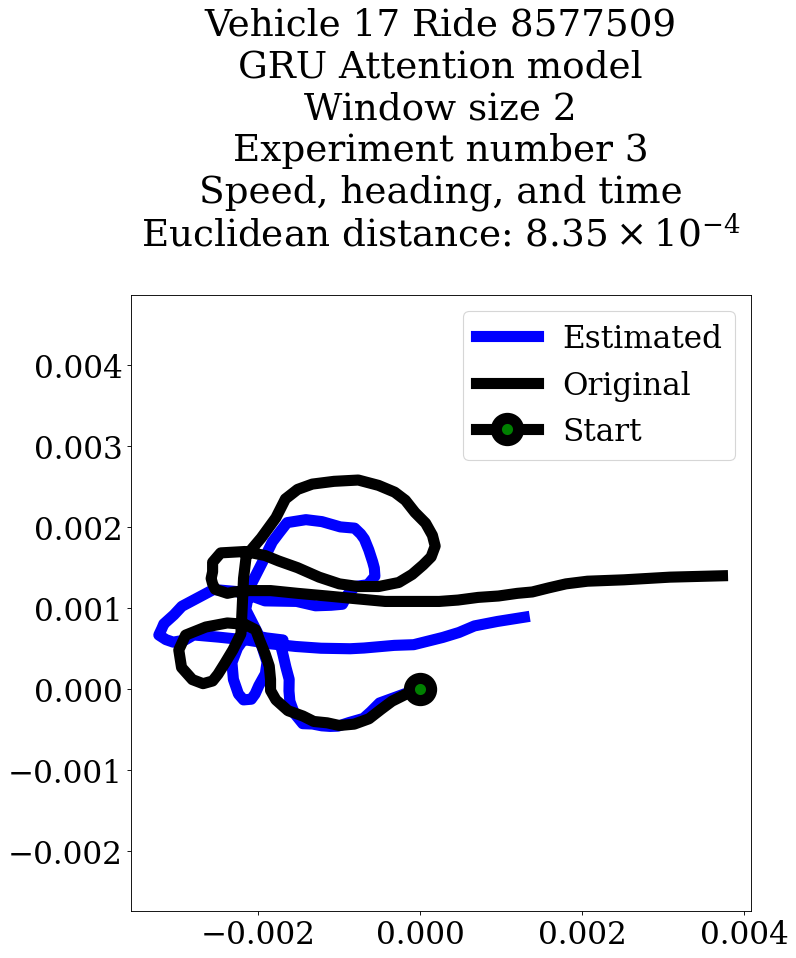 Vehicle 17 Ride 8577509
GRU Attention model
Window size 2
Experiment number 3
Speed, heading, and time
Euclidean distance: 8.35 × 10⁻⁴
Estimated
Original
Start
0.004
0.003
0.002
0.001
0.000
−0.001
−0.002
−0.002 0.000 0.002 0.004